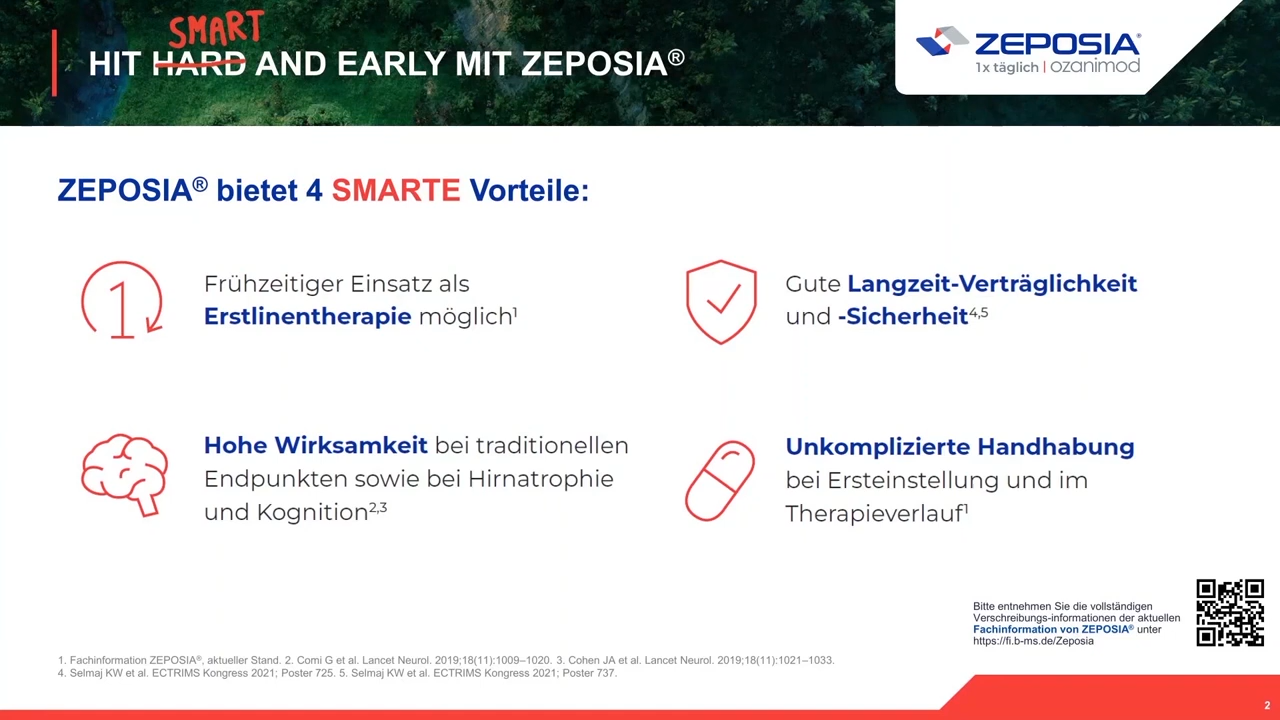 SMART
HIT HARD AND EARLY MIT ZEPOSIA®
ZEPOSIA®
1x täglich | ozanimod
ZEPOSIA® bietet 4 SMARTE Vorteile:
1
Frühzeitiger Einsatz als
Erstlinentherapie möglich¹
Gute Langzeit-Verträglichkeit
und -Sicherheit⁴,⁵
Hohe Wirksamkeit bei traditionellen
Endpunkten sowie bei Hirnatrophie
und Kognition²,³
Unkomplizierte Handhabung
bei Ersteinstellung und im
Therapieverlauf¹
Bitte entnehmen Sie die vollständigen
Verschreibungs-informationen der aktuellen
Fachinformation von ZEPOSIA® unter
https://fi.b-ms.de/Zeposia
1. Fachinformation ZEPOSIA®, aktueller Stand. 2. Comi G et al. Lancet Neurol. 2019;18(11):1009–1020. 3. Cohen JA et al. Lancet Neurol. 2019;18(11):1021–1033.
4. Selmaj KW et al. ECTRIMS Kongress 2021; Poster 725. 5. Selmaj KW et al. ECTRIMS Kongress 2021; Poster 737.
2